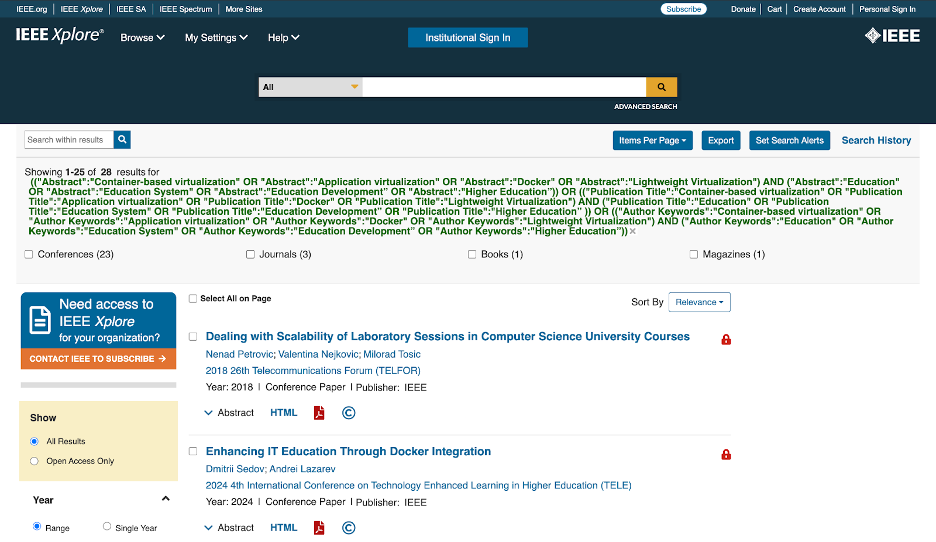 IEEE.org IEEE Xplore IEEE SA IEEE Spectrum More Sites Subscribe Donate Cart Create Account Personal Sign In
IEEE Xplore® Browse My Settings Help Institutional Sign In IEEE
All
ADVANCED SEARCH
Search within results Items Per Page Export Set Search Alerts Search History
Showing 1-25 of 28 results for
(("Abstract":"Container-based virtualization" OR "Abstract":"Application virtualization" OR "Abstract":"Docker" OR "Abstract":"Lightweight Virtualization") AND ("Abstract":"Education"
OR "Abstract":"Education System" OR "Abstract":"Education Development” OR "Abstract":"Higher Education”)) OR (("Publication Title":"Container-based virtualization" OR "Publication
Title":"Application virtualization" OR "Publication Title":"Docker" OR "Publication Title":"Lightweight Virtualization") AND ("Publication Title":"Education" OR "Publication
Title":"Education System" OR "Publication Title":"Education Development” OR "Publication Title":"Higher Education” )) OR (("Author Keywords":"Container-based virtualization" OR
"Author Keywords":"Application virtualization" OR "Author Keywords":"Docker" OR "Author Keywords":"Lightweight Virtualization") AND ("Author Keywords":"Education" OR "Author
Keywords":"Education System" OR "Author Keywords":"Education Development” OR "Author Keywords":"Higher Education”)) ×
Conferences (23) Journals (3) Books (1) Magazines (1)
Need access to
IEEE Xplore
for your organization?
CONTACT IEEE TO SUBSCRIBE →
Select All on Page Sort By Relevance
Dealing with Scalability of Laboratory Sessions in Computer Science University Courses
Nenad Petrovic; Valentina Nejkovic; Milorad Tosic
2018 26th Telecommunications Forum (TELFOR)
Year: 2018 | Conference Paper | Publisher: IEEE
Abstract HTML ©
Show
All Results
Open Access Only
Enhancing IT Education Through Docker Integration
Dmitrii Sedov; Andrei Lazarev
2024 4th International Conference on Technology Enhanced Learning in Higher Education (TELE)
Year: 2024 | Conference Paper | Publisher: IEEE
Abstract HTML ©
Year
Range Single Year